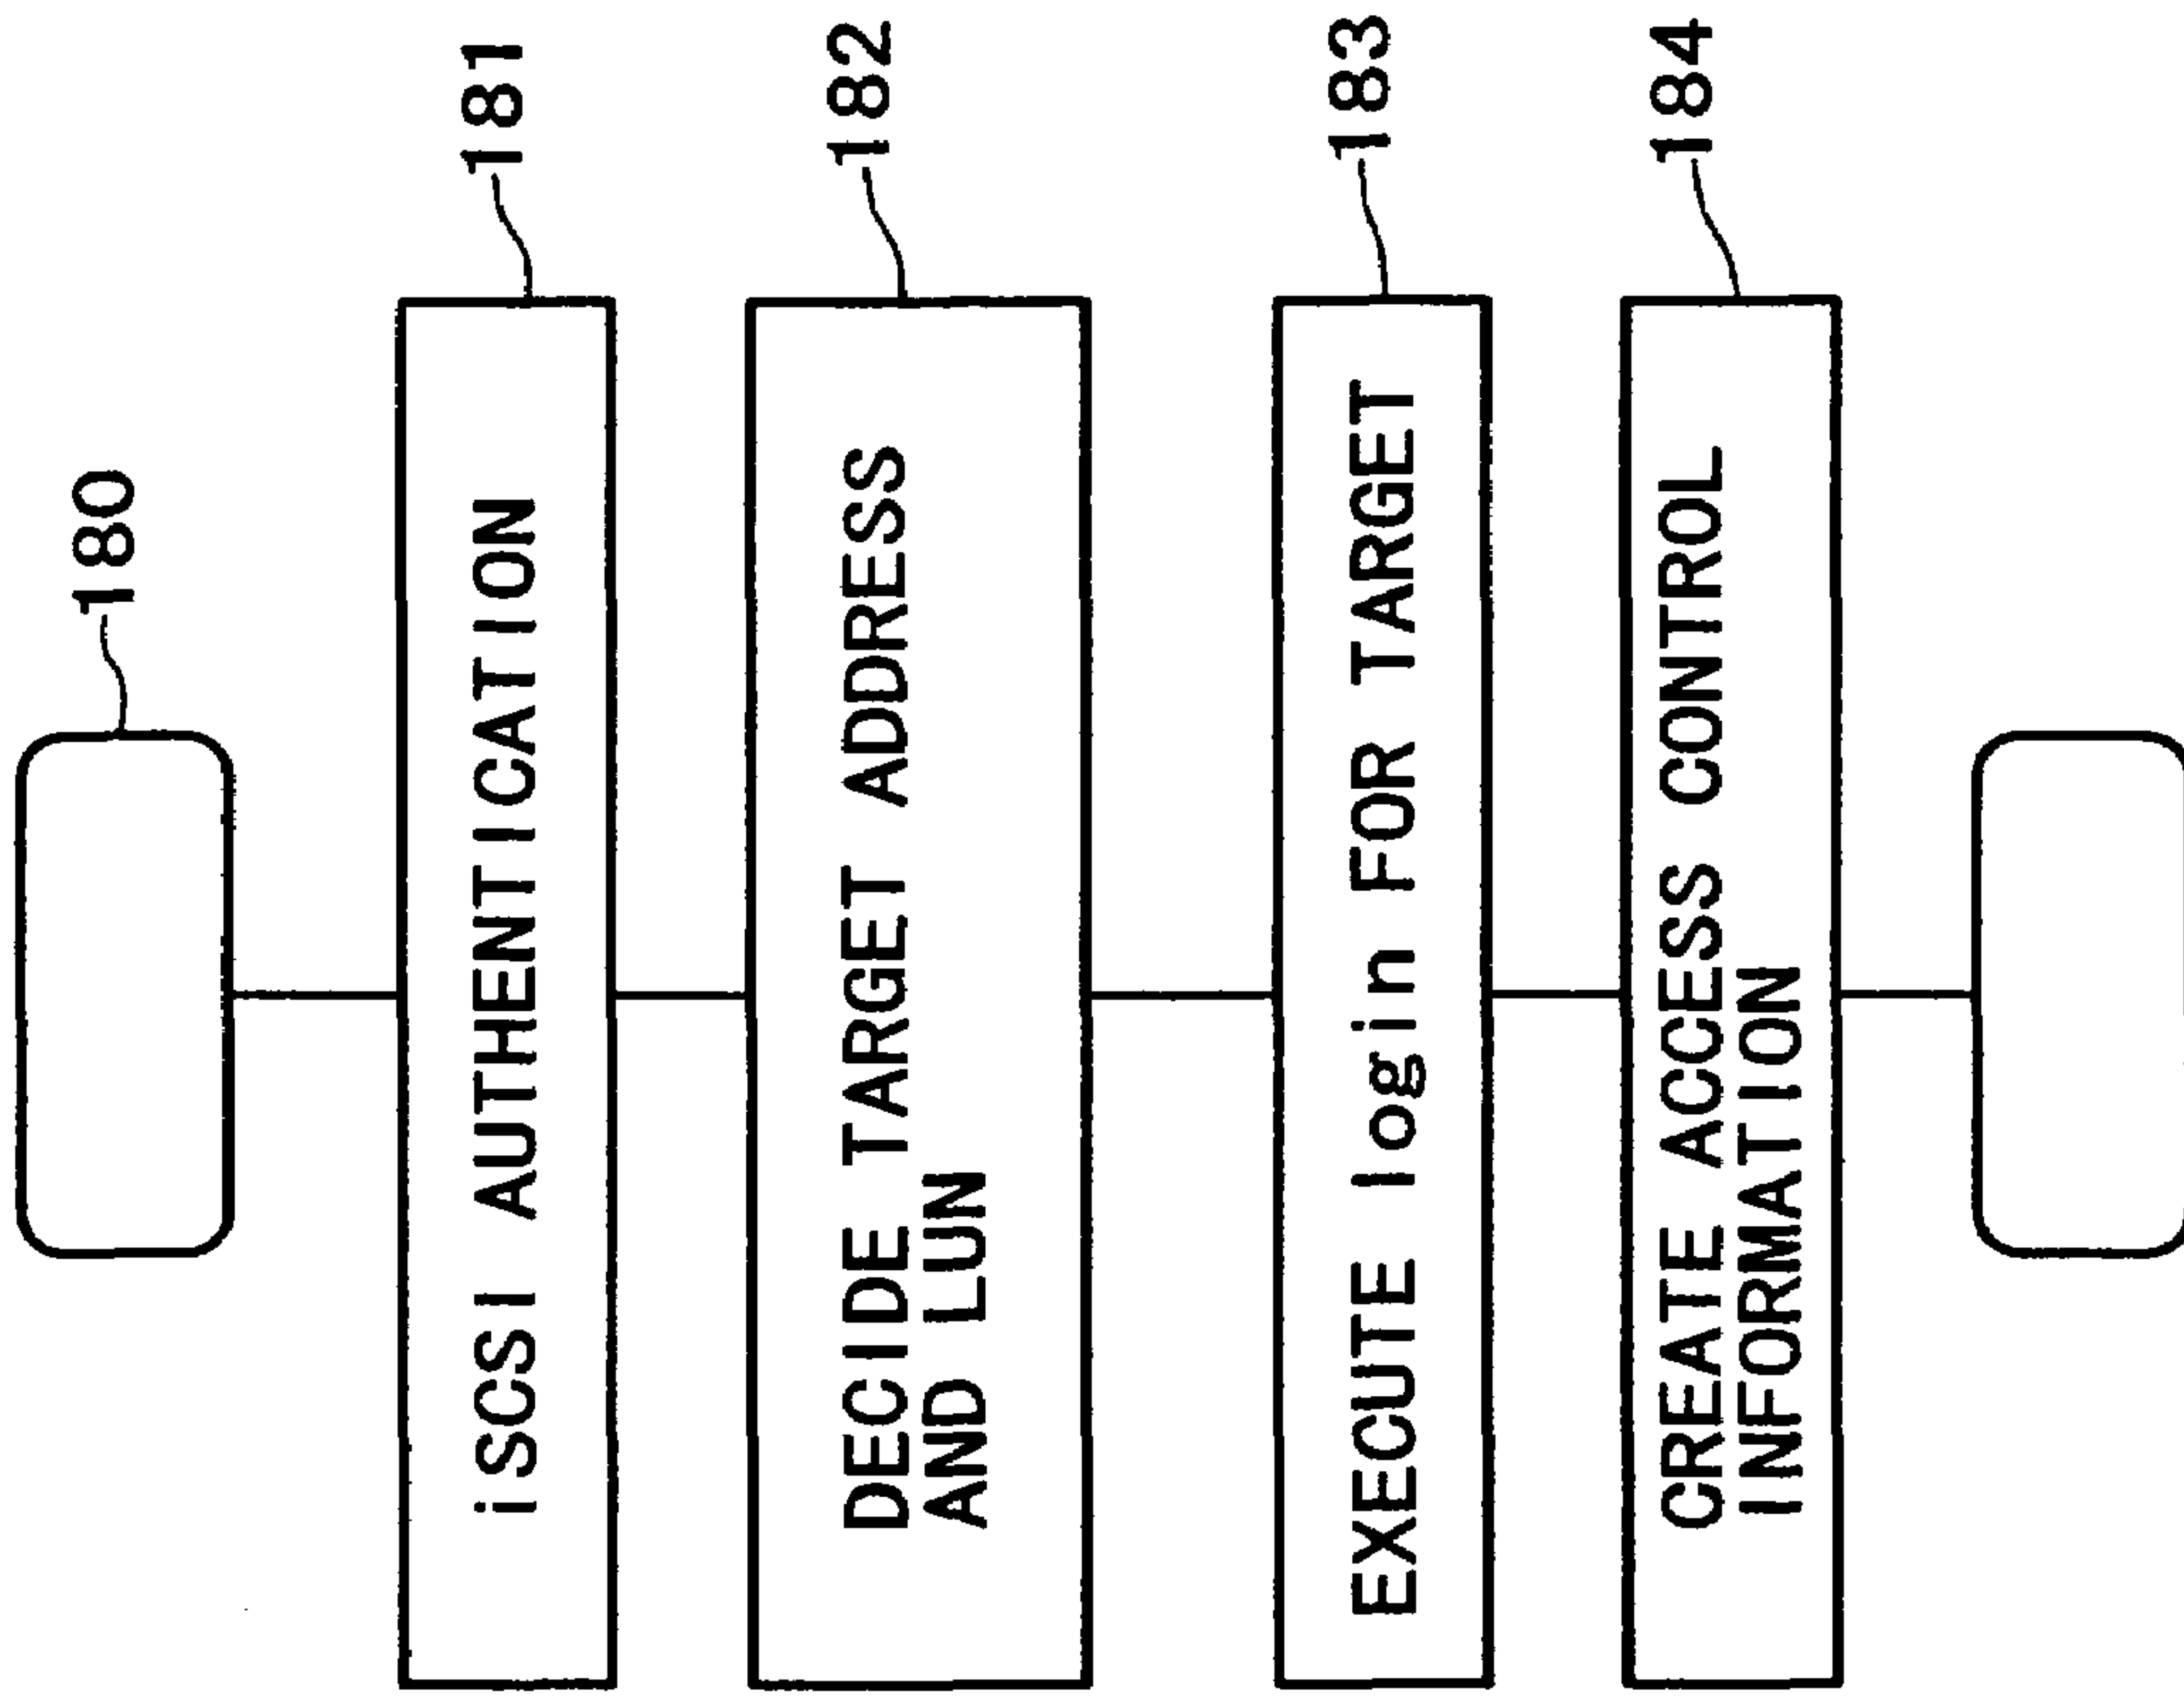 180
iSCSI AUTHENTICATION
181
DECIDE TARGET ADDRESS
AND LUN
182
EXECUTE login FOR TARGET
183
CREATE ACCESS CONTROL
INFORMATION
184